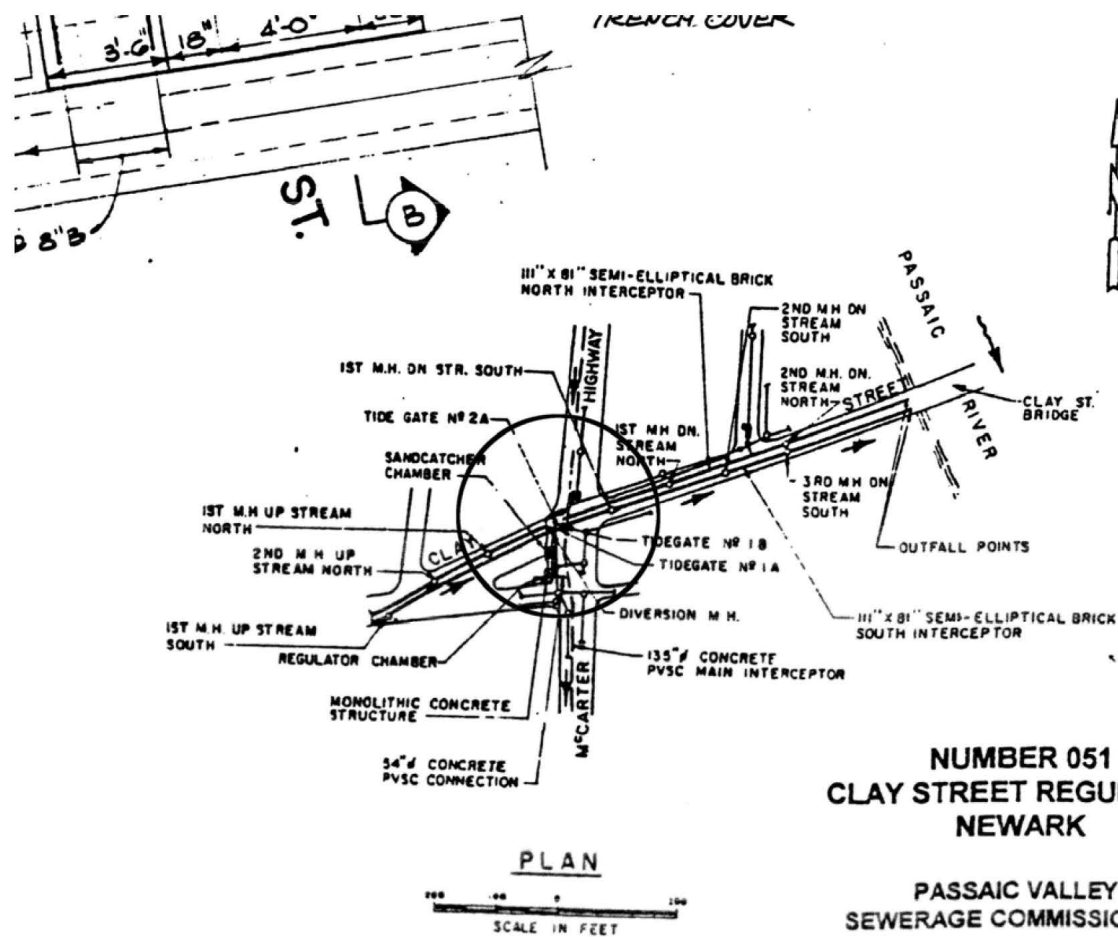 TRENCH COVER
3'-6"
18"
4'-0"
8"B
ST.
B
111" X 81" SEMI-ELLIPTICAL BRICK
NORTH INTERCEPTOR
PASSAIC
RIVER
2ND M H ON
STREAM
SOUTH
1ST M.H. ON STR. SOUTH
HIGHWAY
2ND M.H. ON.
STREAM
NORTH
STREET
CLAY ST.
BRIDGE
TIDE GATE Nº 2A
1ST MH ON.
STREAM
NORTH
SANDCATCHER
CHAMBER
3RD MH ON
STREAM
SOUTH
1ST M.H UP STREAM
NORTH
CLAY
TIDEGATE Nº 1B
OUTFALL POINTS
2ND M H UP
STREAM NORTH
TIDEGATE Nº 1A
DIVERSION M H.
111" X 81" SEMI-ELLIPTICAL BRICK
SOUTH INTERCEPTOR
1ST M.H. UP STREAM
SOUTH
REGULATOR CHAMBER
135"ø CONCRETE
PVSC MAIN INTERCEPTOR
MONOLITHIC CONCRETE
STRUCTURE
McCARTER
54"ø CONCRETE
PVSC CONNECTION
NUMBER 051
CLAY STREET REGU
NEWARK
PLAN
0
SCALE IN FEET
PASSAIC VALLEY
SEWERAGE COMMISSIO